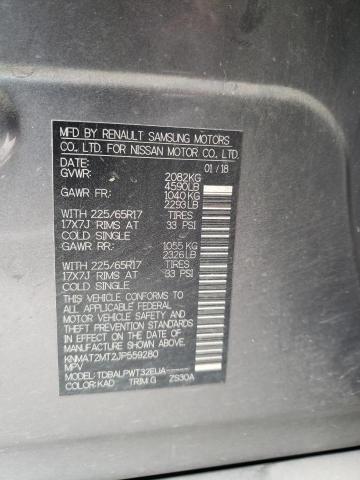 MFD BY RENAULT SAMSUNG MOTORS
CO. LTD. FOR NISSAN MOTOR CO., LTD.
DATE: 01/18
GVWR: 2082KG
4590LB
GAWR FR: 1040KG
2293LB
WITH 225/65R17 TIRES
17X7J RIMS AT 33 PSI
COLD SINGLE
GAWR RR: 1055 KG
2326LB
WITH 225/65R17 TIRES
17X7J RIMS AT 33 PSI
COLD SINGLE
THIS VEHICLE CONFORMS TO ALL
APPLICABLE FEDERAL
MOTOR VEHICLE SAFETY AND
THEFT PREVENTION STANDARDS
IN EFFECT ON THE DATE OF
MANUFACTURE SHOWN ABOVE.
KNMAT2MT2JP559280
MPV
MODEL: TDBALPWT32EUA------
COLOR: KAD TRIM: G ZS30A